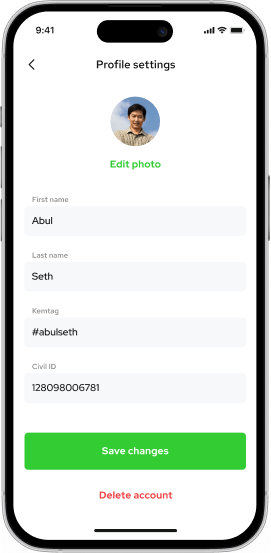 9:41
Profile settings
Edit photo
First name
Abul
Last name
Seth
Kemtag
#abulseth
Civil ID
128098006781
Save changes
Delete account